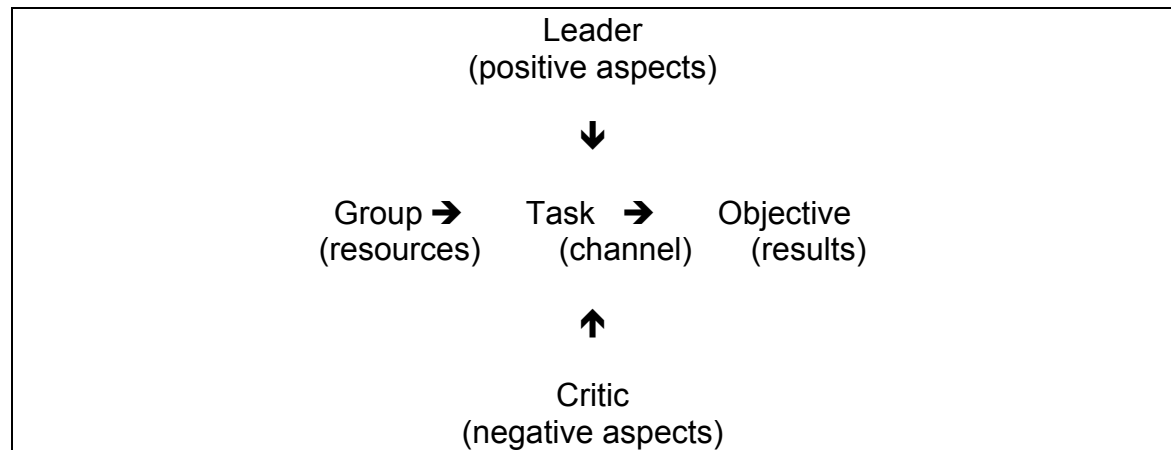 Leader
(positive aspects)
🡳
Group ➔ Task ➔ Objective
(resources) (channel) (results)
🡱
Critic
(negative aspects)